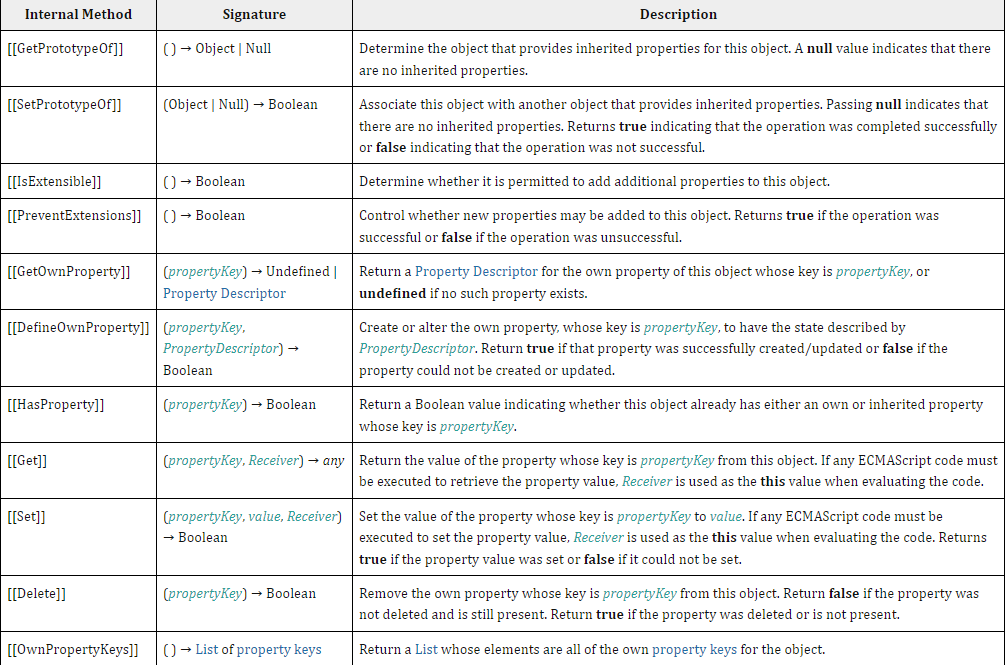 Internal Method Signature Description
[[GetPrototypeOf]] ( ) → Object | Null Determine the object that provides inherited properties for this object. A null value indicates that there
are no inherited properties.
[[SetPrototypeOf]] (Object | Null) → Boolean Associate this object with another object that provides inherited properties. Passing null indicates that
there are no inherited properties. Returns true indicating that the operation was completed successfully
or false indicating that the operation was not successful.
[[IsExtensible]] ( ) → Boolean Determine whether it is permitted to add additional properties to this object.
[[PreventExtensions]] ( ) → Boolean Control whether new properties may be added to this object. Returns true if the operation was
successful or false if the operation was unsuccessful.
[[GetOwnProperty]] (propertyKey) → Undefined | Return a Property Descriptor for the own property of this object whose key is propertyKey, or
Property Descriptor undefined if no such property exists.
[[DefineOwnProperty]] (propertyKey, Create or alter the own property, whose key is propertyKey, to have the state described by
PropertyDescriptor) → PropertyDescriptor. Return true if that property was successfully created/updated or false if the
Boolean property could not be created or updated.
[[HasProperty]] (propertyKey) → Boolean Return a Boolean value indicating whether this object already has either an own or inherited property
whose key is propertyKey.
[[Get]] (propertyKey, Receiver) → any Return the value of the property whose key is propertyKey from this object. If any ECMAScript code must
be executed to retrieve the property value, Receiver is used as the this value when evaluating the code.
[[Set]] (propertyKey, value, Receiver) Set the value of the property whose key is propertyKey to value. If any ECMAScript code must be
→ Boolean executed to set the property value, Receiver is used as the this value when evaluating the code. Returns
true if the property value was set or false if it could not be set.
[[Delete]] (propertyKey) → Boolean Remove the own property whose key is propertyKey from this object. Return false if the property was
not deleted and is still present. Return true if the property was deleted or is not present.
[[OwnPropertyKeys]] ( ) → List of property keys Return a List whose elements are all of the own property keys for the object.